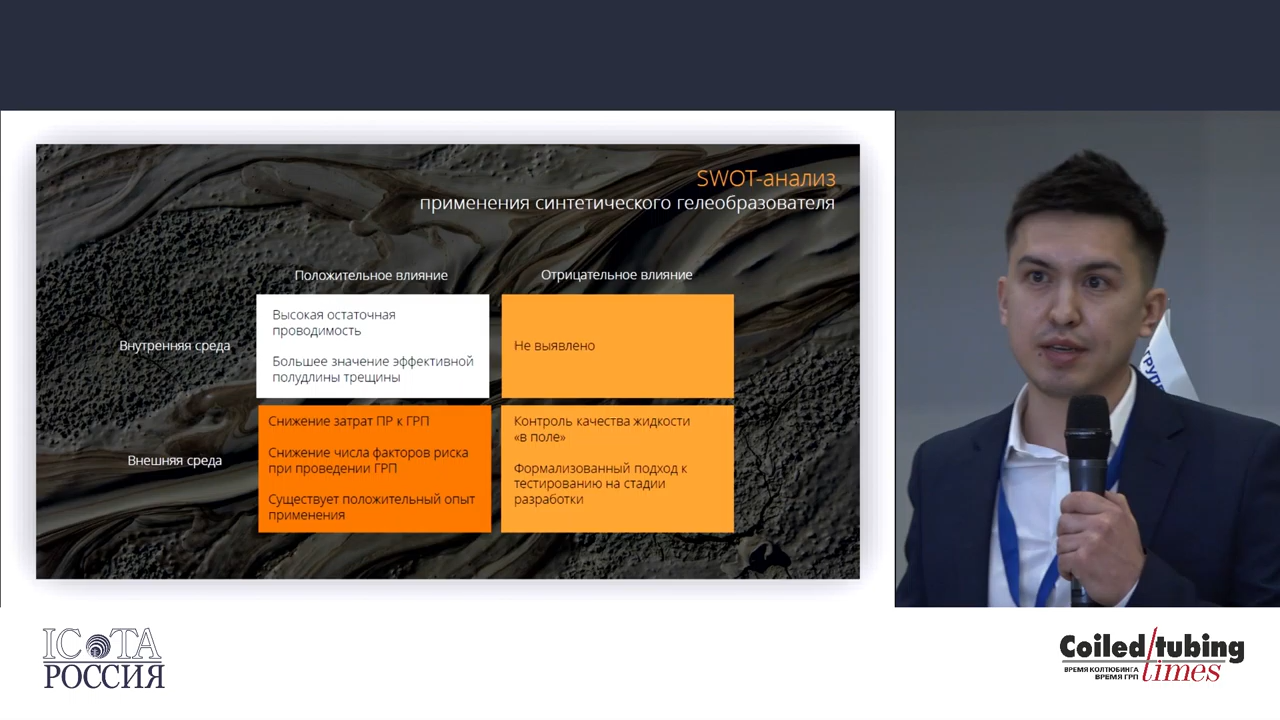 SWOT-анализ
применения синтетического гелеобразователя
Положительное влияние
Отрицательное влияние
Внутренняя среда
Высокая остаточная
проводимость
Большее значение эффективной
полудлины трещины
Не выявлено
Внешняя среда
Снижение затрат ПР к ГРП
Снижение числа факторов риска
при проведении ГРП
Существует положительный опыт
применения
Контроль качества жидкости
«в поле»
Формализованный подход к
тестированию на стадии
разработки
ICOTA
РОССИЯ
Coiled/tubing
times
ВРЕМЯ КОЛТЮБИНГА
ВРЕМЯ ГРП